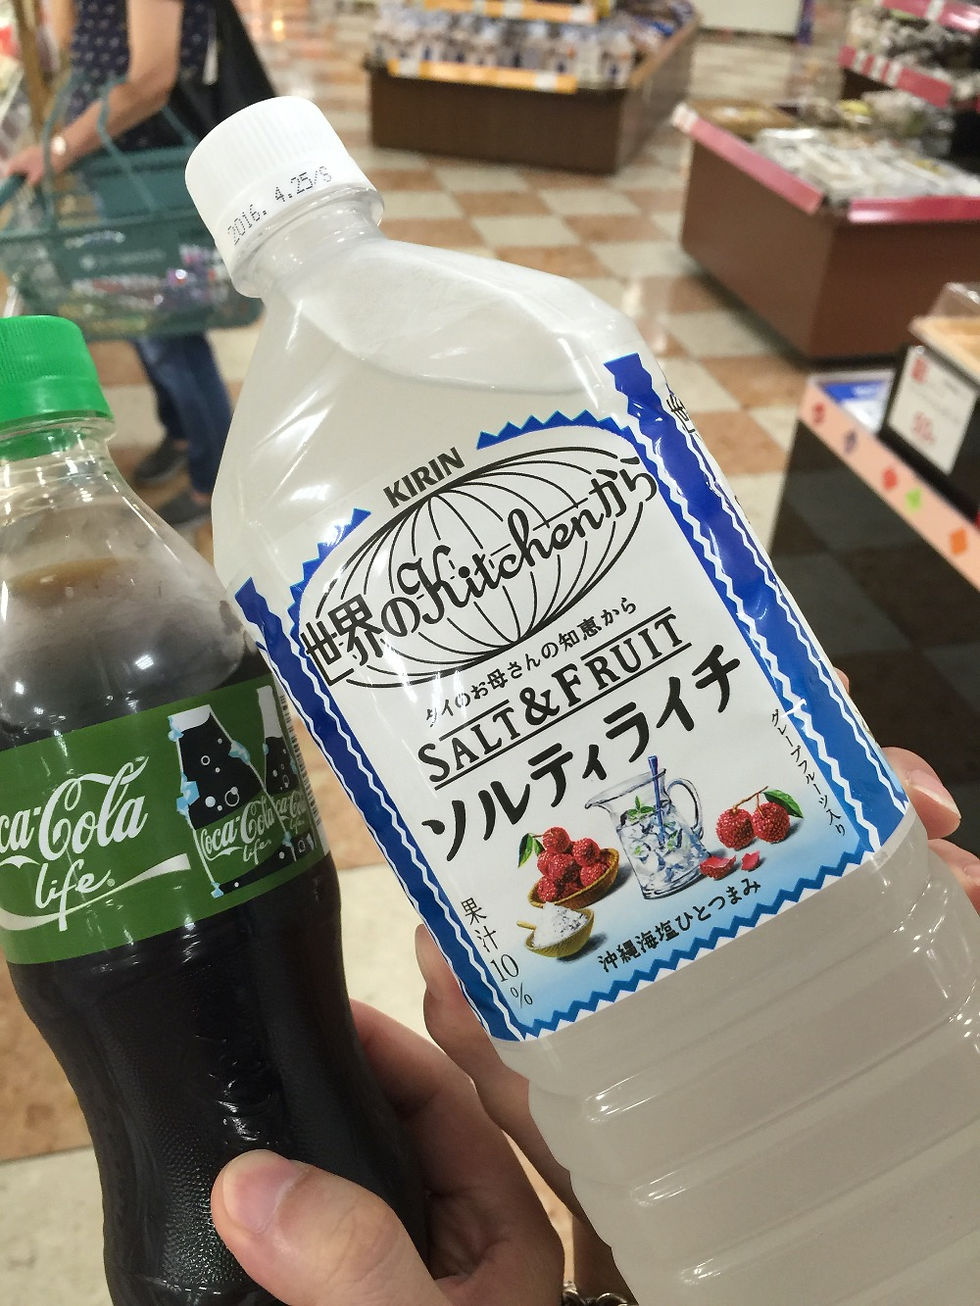 2016. 4.25/S
KIRIN
世界のKitchenから
タイのお母さんの知恵から
SALT&FRUIT
ソルティライチ
グレープフルーツ入り
果汁10%
沖縄海塩ひとつまみ
Coca-Cola
life
Coca-Cola
life